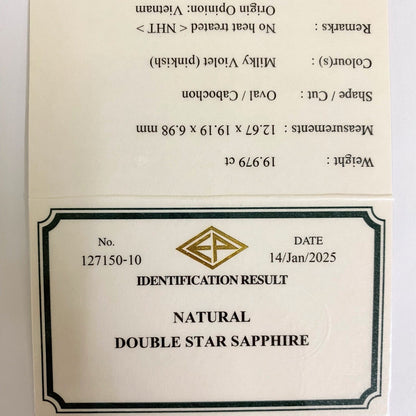 Weight : 19.979 ct
Measurements : 12.67 x 19.19 x 6.98 mm
Shape / Cut : Oval / Cabochon
Colour(s) : Milky Violet (pinkish)
Remarks : No heat treated < NHT >
Origin Opinion: Vietnam
No. DATE
127150-10 14/Jan/2025
IDENTIFICATION RESULT
NATURAL
DOUBLE STAR SAPPHIRE